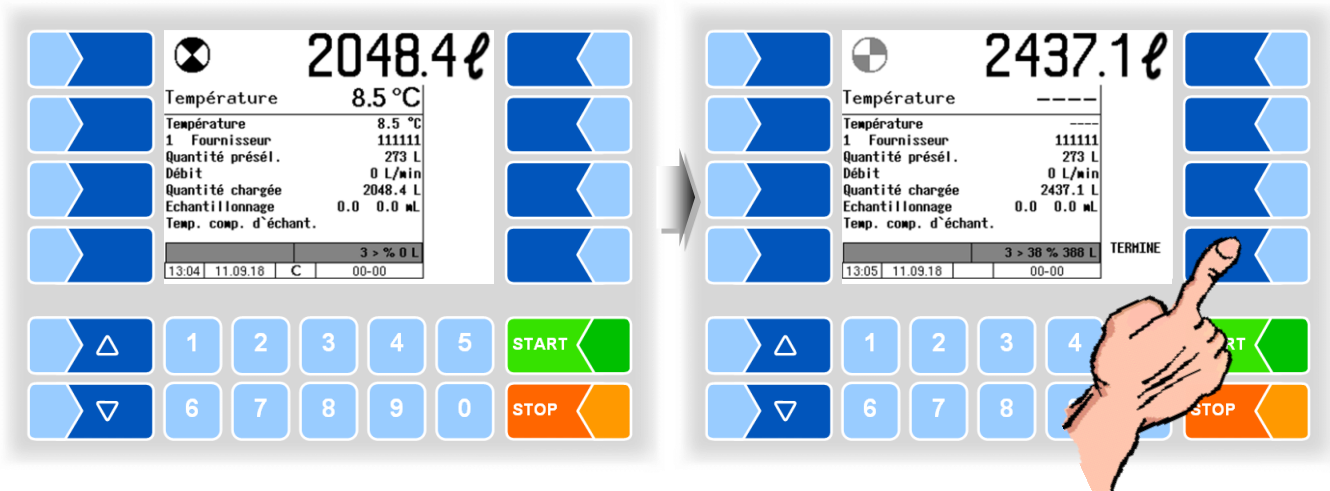 2048.4 ℓ
Température 8.5 °C
Température 8.5 °C
1 Fournisseur 111111
Quantité présél. 273 L
Débit 0 L/min
Quantité chargée 2048.4 L
Echantillonnage 0.0 0.0 mL
Temp. comp. d`échant.
3 > % 0 L
13:04 11.09.18 C 00-00
1 2 3 4 5 START
6 7 8 9 0 STOP
2437.1 ℓ
Température ----
Température ----
1 Fournisseur 111111
Quantité présél. 273 L
Débit 0 L/min
Quantité chargée 2437.1 L
Echantillonnage 0.0 0.0 mL
Temp. comp. d`échant.
3 > 38 % 388 L TERMINE
13:05 11.09.18 00-00
1 2 3 4 RT
6 7 8 STOP